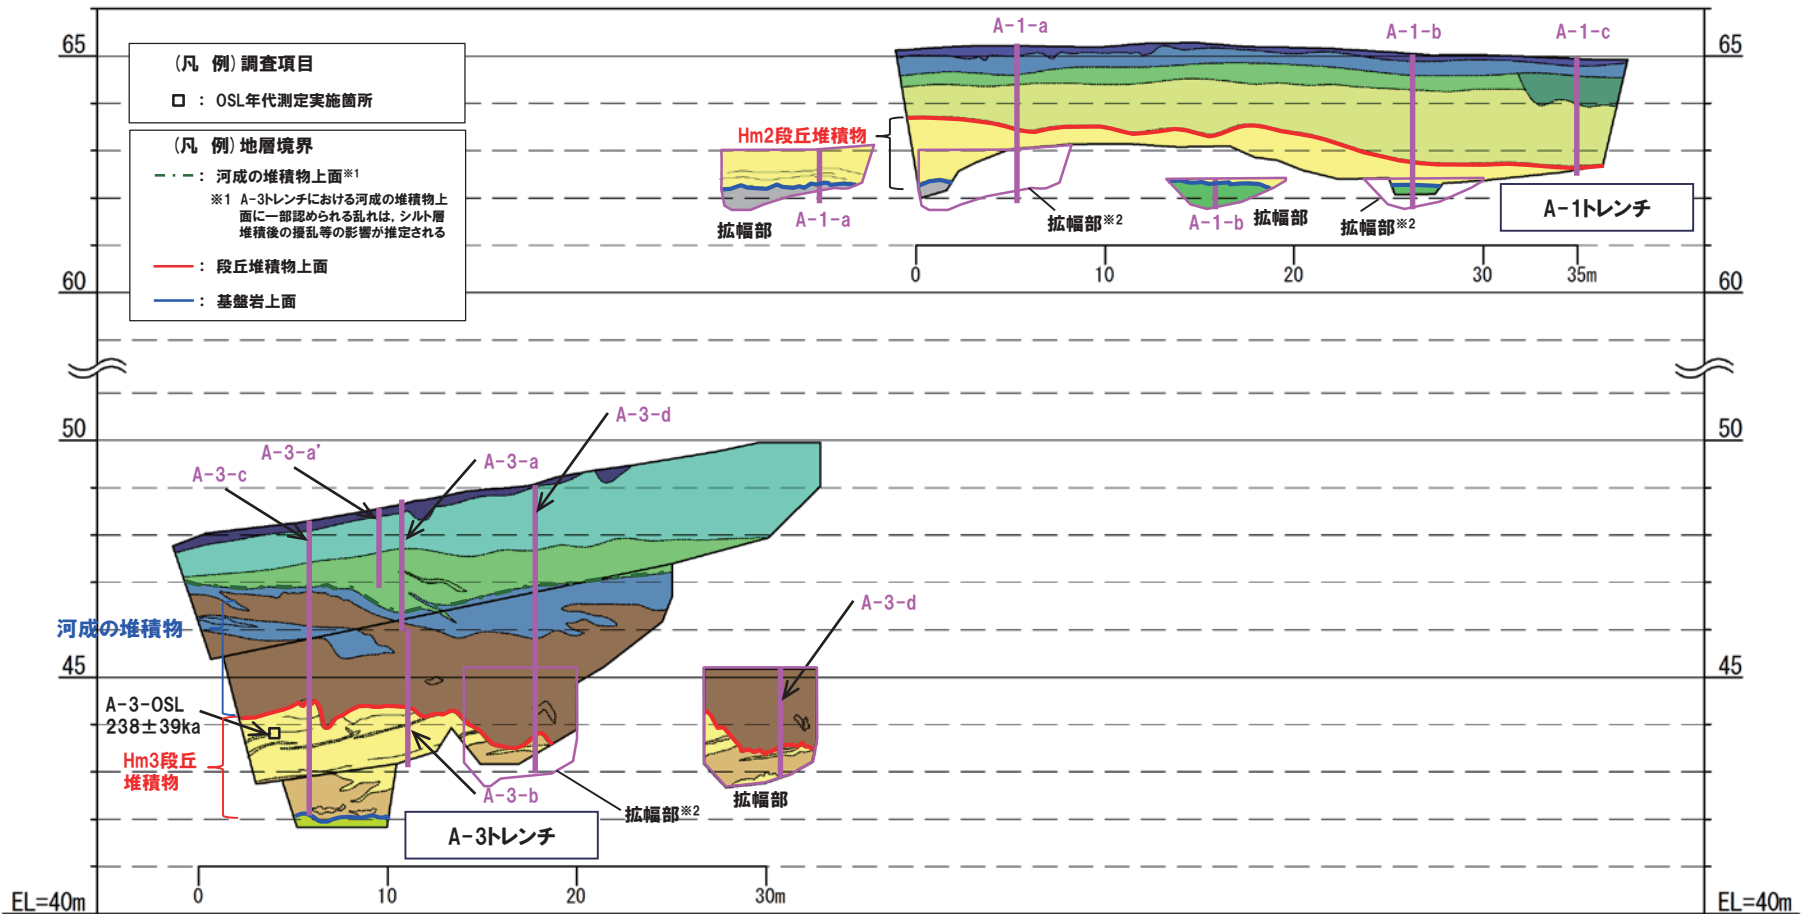 65
(凡 例) 調査項目
□ : OSL年代測定実施箇所
(凡 例) 地層境界
: 河成の堆積物上面※1
※1 A-3トレンチにおける河成の堆積物上
面に一部認められる乱れは、シルト層
堆積後の擾乱等の影響が推定される
: 段丘堆積物上面
: 基盤岩上面
60
A-1-a
A-1-b
A-1-c
65
Hm2段丘堆積物
拡幅部
A-1-a
拡幅部※2
A-1-b
拡幅部
拡幅部※2
A-1トレンチ
0
10
20
30
35m
60
50
50
A-3-d
A-3-a'
A-3-a
A-3-c
河成の堆積物
A-3-d
45
45
A-3-OSL
238±39ka
Hm3段丘
堆積物
A-3-b
拡幅部※2
拡幅部
A-3トレンチ
0
10
20
30m
EL=40m
EL=40m